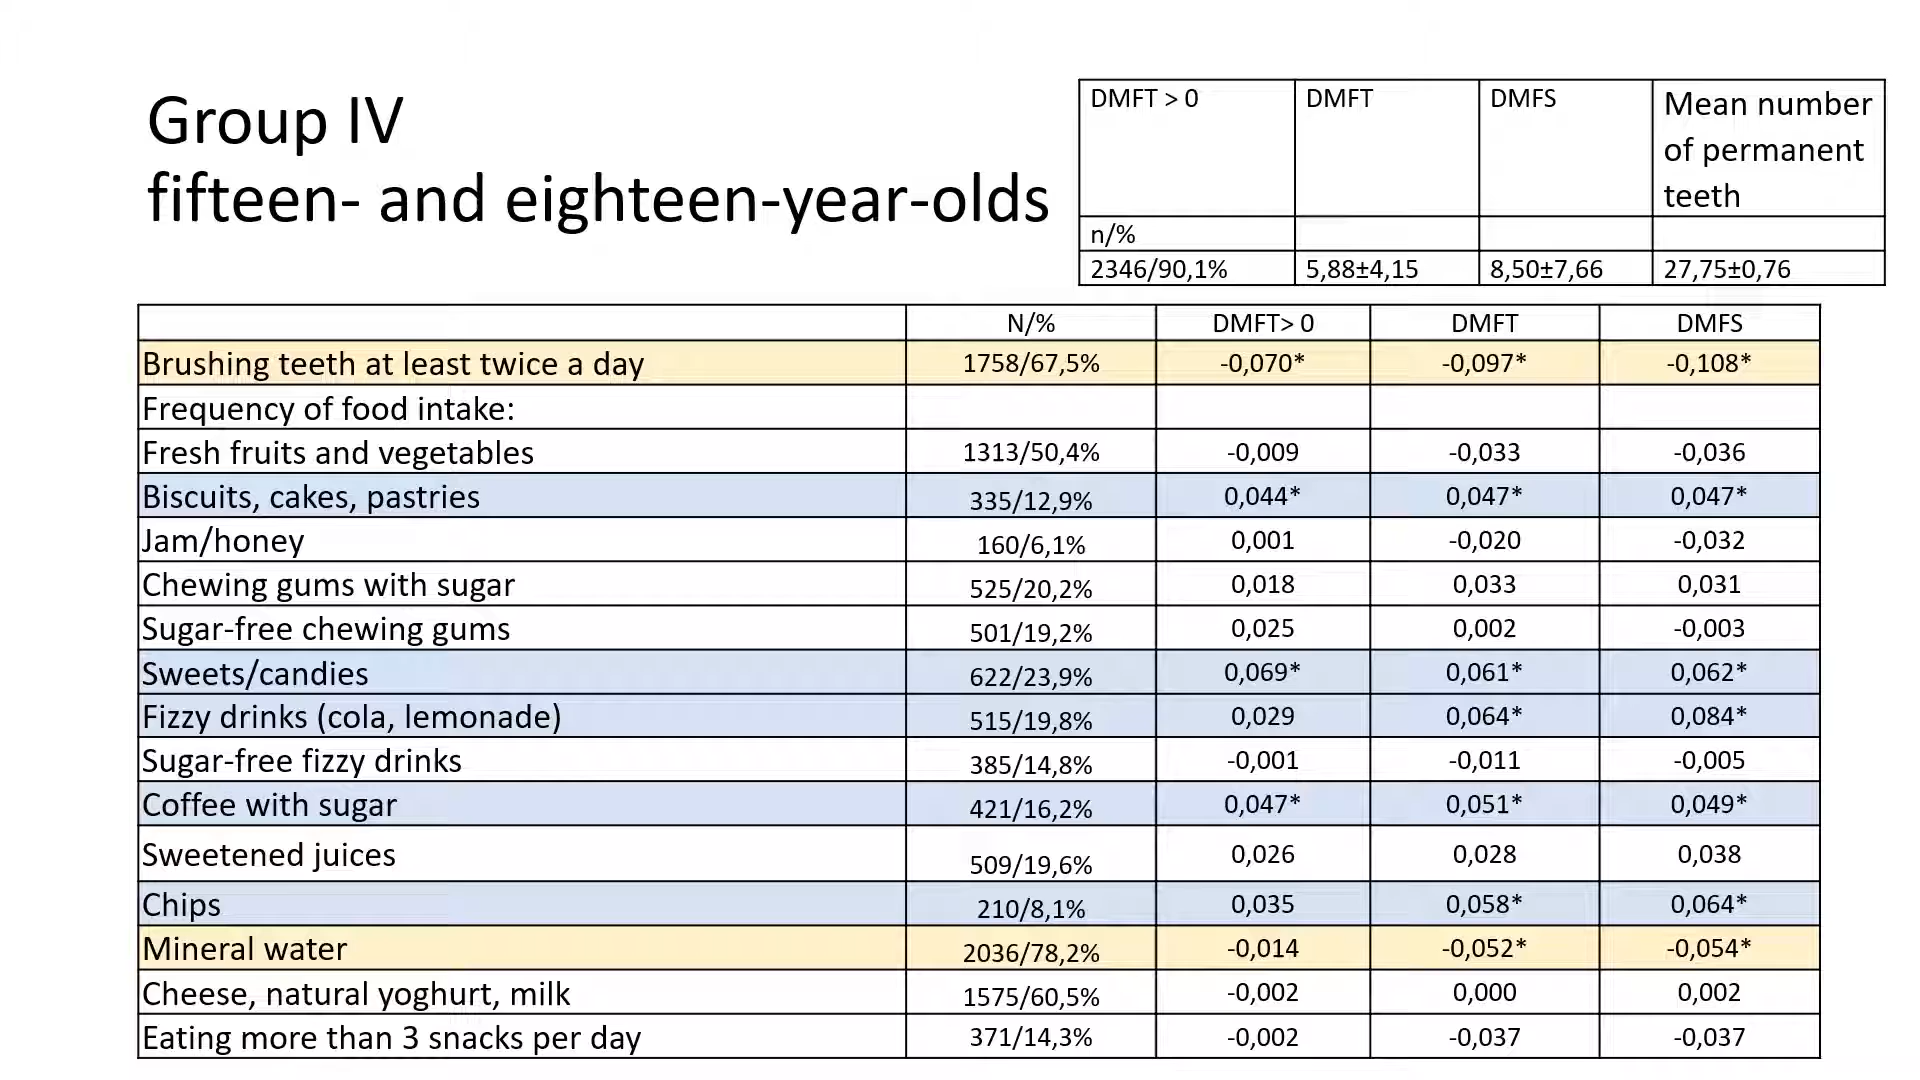 Group IV
fifteen- and eighteen-year-olds
DMFT > 0 DMFT DMFS Mean number
of permanent
teeth
n/%
2346/90,1% 5,88±4,15 8,50±7,66 27,75±0,76
N/% DMFT> 0 DMFT DMFS
Brushing teeth at least twice a day 1758/67,5% -0,070* -0,097* -0,108*
Frequency of food intake:
Fresh fruits and vegetables 1313/50,4% -0,009 -0,033 -0,036
Biscuits, cakes, pastries 335/12,9% 0,044* 0,047* 0,047*
Jam/honey 160/6,1% 0,001 -0,020 -0,032
Chewing gums with sugar 525/20,2% 0,018 0,033 0,031
Sugar-free chewing gums 501/19,2% 0,025 0,002 -0,003
Sweets/candies 622/23,9% 0,069* 0,061* 0,062*
Fizzy drinks (cola, lemonade) 515/19,8% 0,029 0,064* 0,084*
Sugar-free fizzy drinks 385/14,8% -0,001 -0,011 -0,005
Coffee with sugar 421/16,2% 0,047* 0,051* 0,049*
Sweetened juices 509/19,6% 0,026 0,028 0,038
Chips 210/8,1% 0,035 0,058* 0,064*
Mineral water 2036/78,2% -0,014 -0,052* -0,054*
Cheese, natural yoghurt, milk 1575/60,5% -0,002 0,000 0,002
Eating more than 3 snacks per day 371/14,3% -0,002 -0,037 -0,037